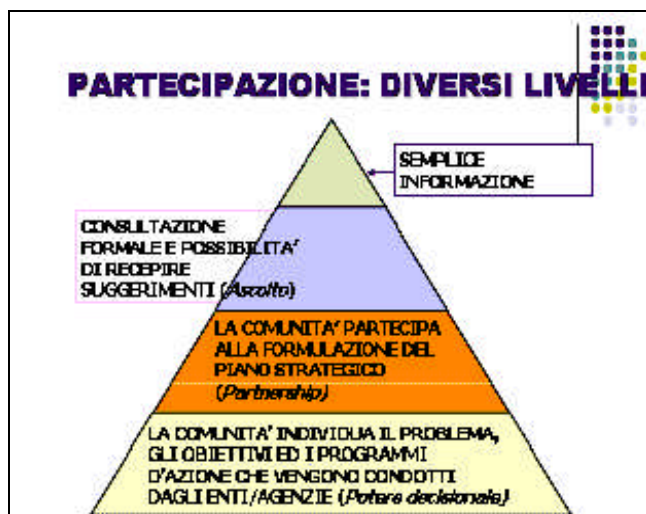 PARTECIPAZIONE: DIVERSI LIVELLI
SEMPLICE
INFORMAZIONE
CONSULTAZIONE
FORMALE E POSSIBILITA'
DI RECEPIRE
SUGGERIMENTI (Ascolto)
LA COMUNITA' PARTECIPA
ALLA FORMULAZIONE DEL
PIANO STRATEGICO
(Partnership)
LA COMUNITA' INDIVIDUA IL PROBLEMA,
GLI OBIETTIVI ED I PROGRAMMI
D'AZIONE CHE VENGONO CONDOTTI
DAGLI ENTI/AGENZIE (Potere decisionale)